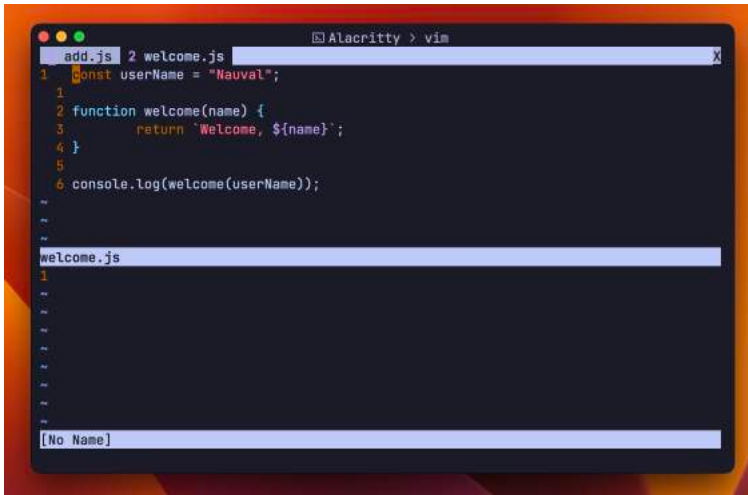 Alacritty > vim
add.js 2 welcome.js X
1 const userName = "Nauval";
1
2 function welcome(name) {
3 return `Welcome, ${name}`;
4 }
5
6 console.log(welcome(userName));
~
~
~
welcome.js
1
~
~
~
~
~
~
~
~
[No Name]